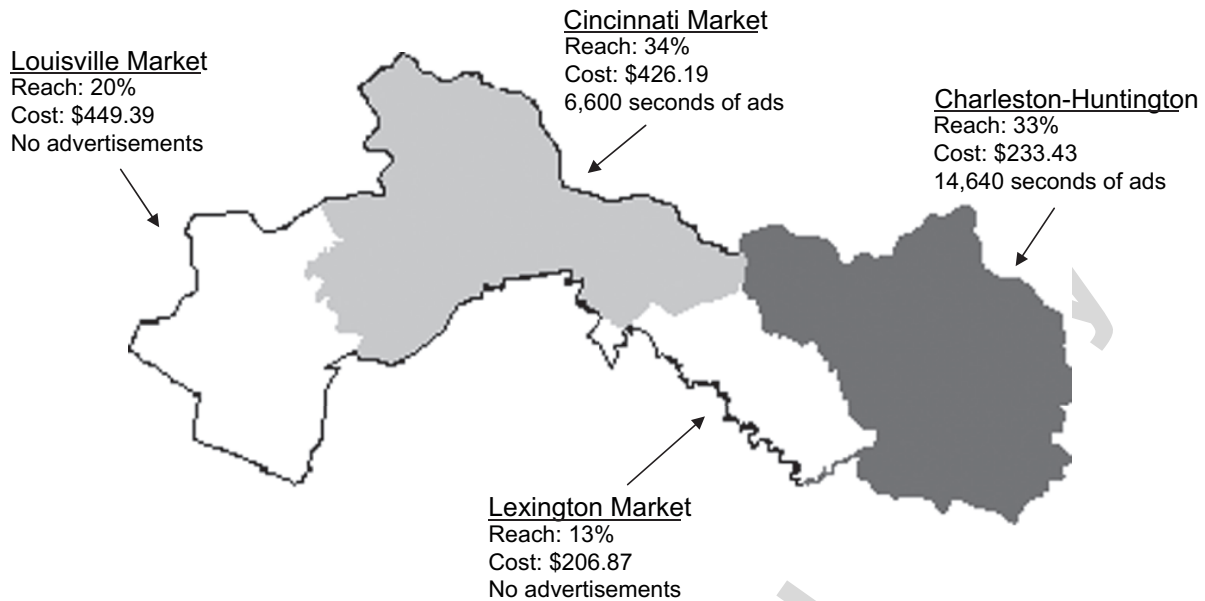 Cincinnati Market
Reach: 34%
Cost: $426.19
6,600 seconds of ads
Louisville Market
Reach: 20%
Cost: $449.39
No advertisements
Charleston-Huntington
Reach: 33%
Cost: $233.43
14,640 seconds of ads
Lexington Market
Reach: 13%
Cost: $206.87
No advertisements